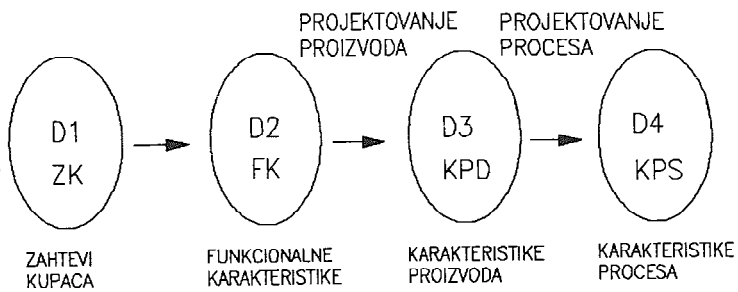 PROJEKTOVANJE
PROIZVODA
PROJEKTOVANJE
PROCESA
D1
ZK
D2
FK
D3
KPD
D4
KPS
ZAHTEVI
KUPACA
FUNKCIONALNE
KARAKTERISTIKE
KARAKTERISTIKE
PROIZVODA
KARAKTERISTIKE
PROCESA